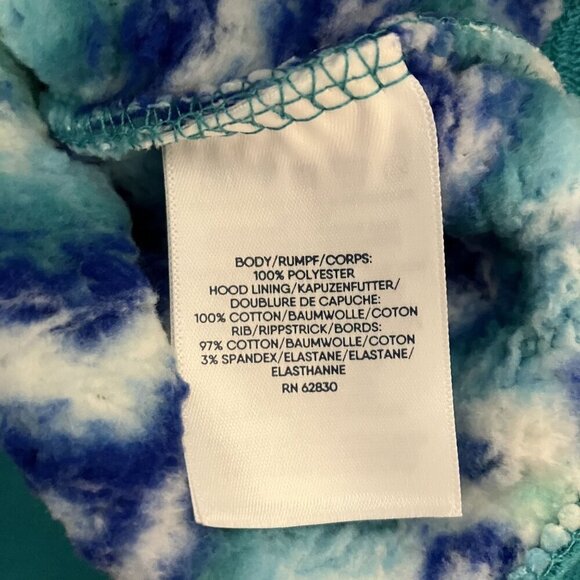 BODY/RUMPF/CORPS:
100% POLYESTER
HOOD LINING/KAPUZENFUTTER/
DOUBLURE DE CAPUCHE:
100% COTTON/BAUMWOLLE/COTON
RIB/RIPPSTRICK/BORDS:
97% COTTON/BAUMWOLLE/COTON
3% SPANDEX/ELASTANE/ELASTANE/
ELASTHANNE
RN 62830